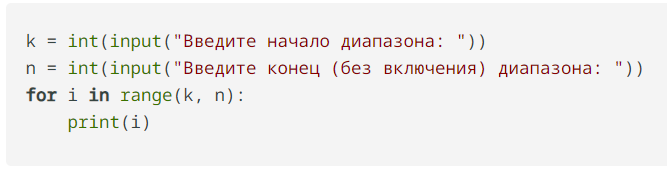 k = int(input("Введите начало диапазона: "))
n = int(input("Введите конец (без включения) диапазона: "))
for i in range(k, n):
    print(i)